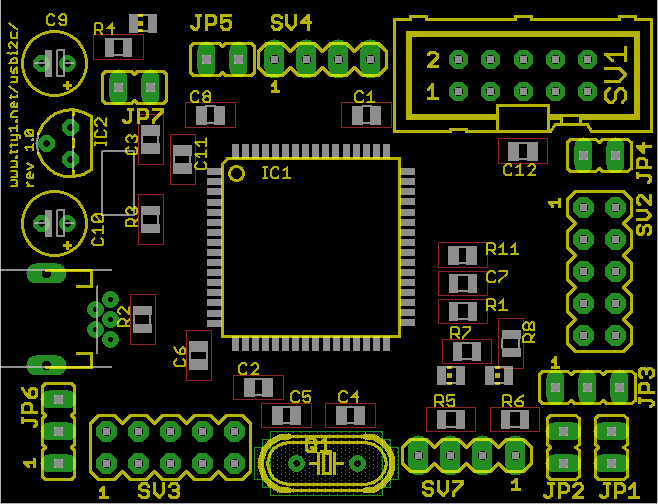 C9
R4
JP5
SV4
1
2
1
SV1
www.tty1.net/usbi2c/
rev 1.0
JP7
IC2
C3
C8
C11
C1
C12
JP4
IC1
1
SV2
C10
R3
R11
C7
R1
R2
C6
R7
R8
C2
C5
C4
1
JP3
JP6
1
R5
R6
Q1
1
SV3
SV7
1
JP2
JP1